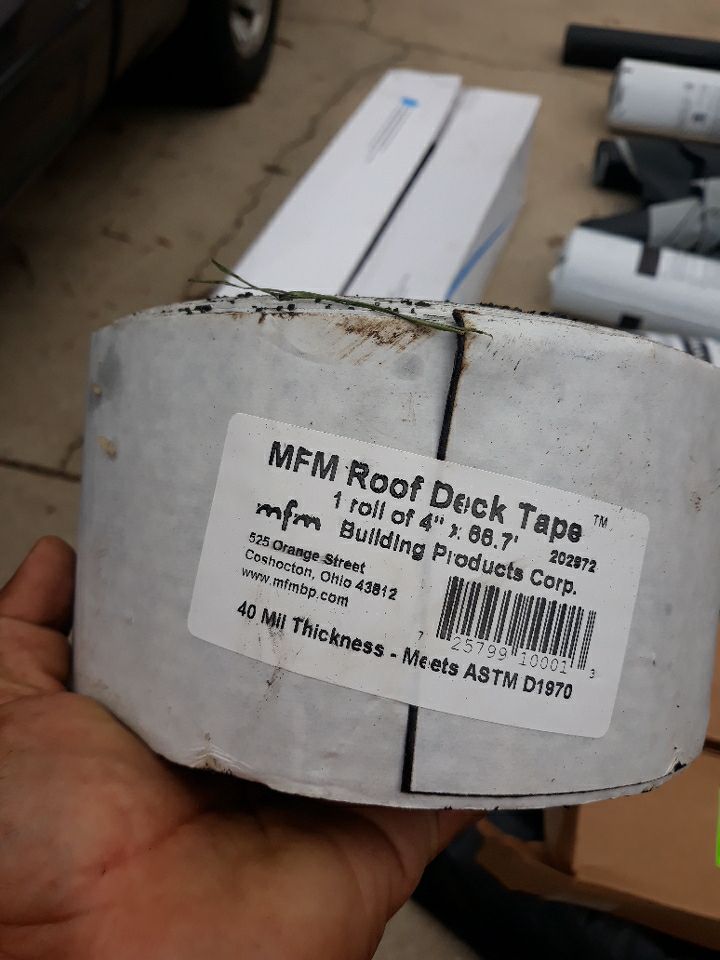 MFM Roof Deck Tape™
1 roll of 4" x 66.7'
202872
mfm Building Products Corp.
525 Orange Street
Coshocton, Ohio 43812
www.mfmbp.com
7 25799 10001 3
40 Mil Thickness - Meets ASTM D1970